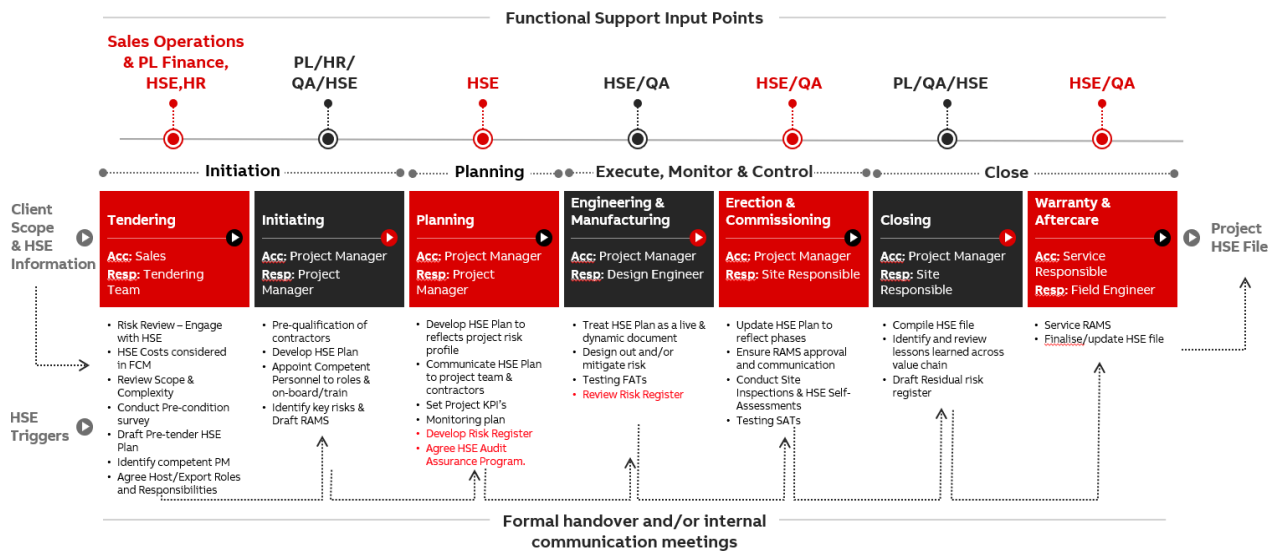 Functional Support Input Points
Sales Operations
& PL Finance,
HSE,HR
PL/HR/
QA/HSE
HSE
HSE/QA
HSE/QA
PL/QA/HSE
HSE/QA
Initiation
Planning
Execute, Monitor & Control
Close
Client
Scope
& HSE
Information
Tendering
Acc: Sales
Resp: Tendering
Team
Initiating
Acc: Project Manager
Resp: Project
Manager
Planning
Acc: Project Manager
Resp: Project
Manager
Engineering &
Manufacturing
Acc: Project Manager
Resp: Design Engineer
Erection &
Commissioning
Acc: Project Manager
Resp: Site Responsible
Closing
Acc: Project Manager
Resp: Site
Responsible
Warranty &
Aftercare
Acc: Service
Responsible
Resp: Field Engineer
Project
HSE File
HSE
Triggers
• Risk Review – Engage
with HSE
• HSE Costs considered
in FCM
• Review Scope &
Complexity
• Conduct Pre-condition
survey
• Draft Pre-tender HSE
Plan
• Identify competent PM
• Agree Host/Export Roles
and Responsibilities
• Pre-qualification of
contractors
• Develop HSE Plan
• Appoint Competent
Personnel to roles &
on-board/train
• Identify key risks &
Draft RAMS
• Develop HSE Plan to
reflects project risk
profile
• Communicate HSE Plan
to project team &
contractors
• Set Project KPI's
• Monitoring plan
• Develop Risk Register
• Agree HSE Audit
Assurance Program.
• Treat HSE Plan as a live &
dynamic document
• Design out and/or
mitigate risk
• Testing FATs
• Review Risk Register
• Update HSE Plan to
reflect phases
• Ensure RAMS approval
and communication
• Conduct Site
Inspections & HSE Self-
Assessments
• Testing SATs
• Compile HSE file
• Identify and review
lessons learned across
value chain
• Draft Residual risk
register
• Service RAMS
• Finalise/update HSE file
Formal handover and/or internal
communication meetings